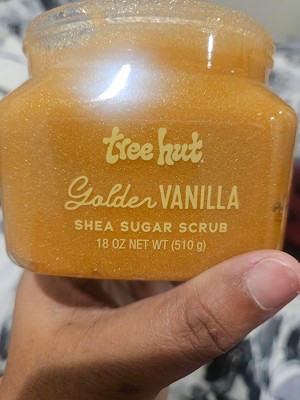 tree hut
Golden VANILLA
SHEA SUGAR SCRUB
18 OZ NET WT (510 g)